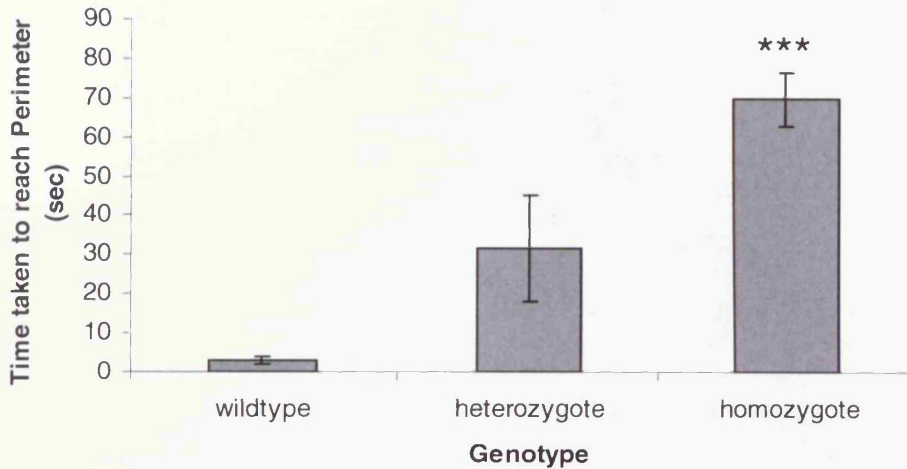 Time taken to reach Perimeter
(sec)
90
80
70
60
50
40
30
20
10
0
***
wildtype
heterozygote
homozygote
Genotype